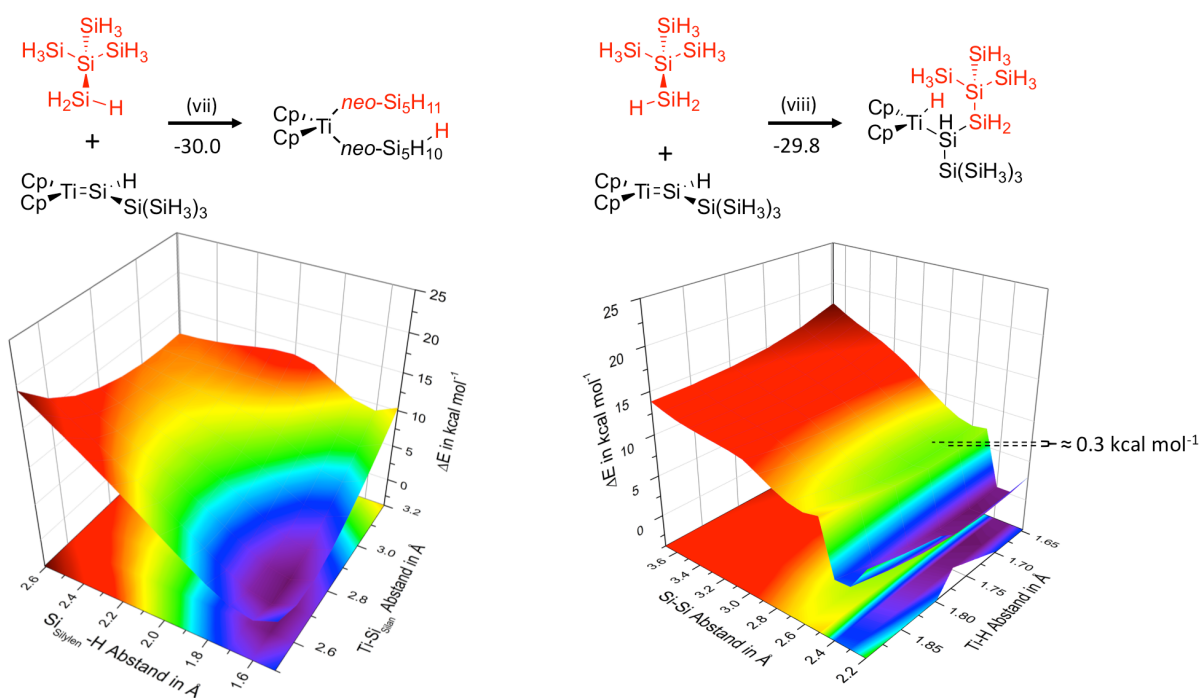 SiH3
H3Si Si SiH3
H2Si H
+
Cp
Cp Ti=Si H
Si(SiH3)3
(vii)
-30.0
Cp
Cp Ti
neo-Si5H11
H
neo-Si5H10
SiH3
H3Si Si SiH3
H SiH2
+
Cp
Cp Ti=Si H
Si(SiH3)3
(viii)
-29.8
SiH3
H3Si Si SiH3
H SiH2
Cp
Cp Ti
H
Si
Si(SiH3)3
25
20
15
10
5
0
ΔE in kcal mol-1
3.2
3.0
2.8
2.6
Ti-SiSilan Abstand in Å
2.6
2.4
2.2
2.0
1.8
1.6
SiSilylen -H Abstand in Å
25
20
15
10
5
0
ΔE in kcal mol-1
3.6
3.4
3.2
3.0
2.8
2.6
2.4
2.2
Si-Si Abstand in Å
1.65
1.70
1.75
1.80
1.85
Ti-H Abstand in Å
≈ 0.3 kcal mol-1